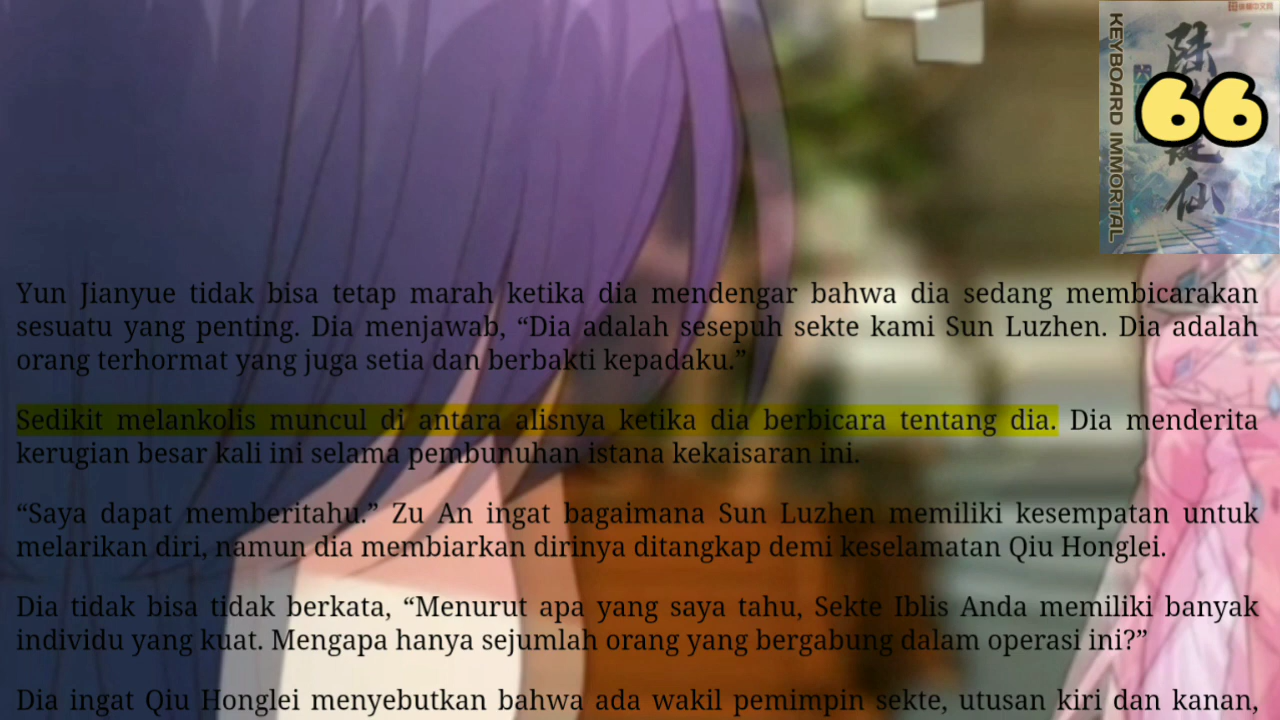 KEYBOARD IMMORTAL
66
Yun Jianyue tidak bisa tetap marah ketika dia mendengar bahwa dia sedang membicarakan
sesuatu yang penting. Dia menjawab, “Dia adalah sesepuh sekte kami Sun Luzhen. Dia adalah
orang terhormat yang juga setia dan berbakti kepadaku.”
Sedikit melankolis muncul di antara alisnya ketika dia berbicara tentang dia. Dia menderita
kerugian besar kali ini selama pembunuhan istana kekaisaran ini.
“Saya dapat memberitahu.” Zu An ingat bagaimana Sun Luzhen memiliki kesempatan untuk
melarikan diri, namun dia membiarkan dirinya ditangkap demi keselamatan Qiu Honglei.
Dia tidak bisa tidak berkata, “Menurut apa yang saya tahu, Sekte Iblis Anda memiliki banyak
individu yang kuat. Mengapa hanya sejumlah orang yang bergabung dalam operasi ini?”
Dia ingat Qiu Honglei menyebutkan bahwa ada wakil pemimpin sekte, utusan kiri dan kanan,